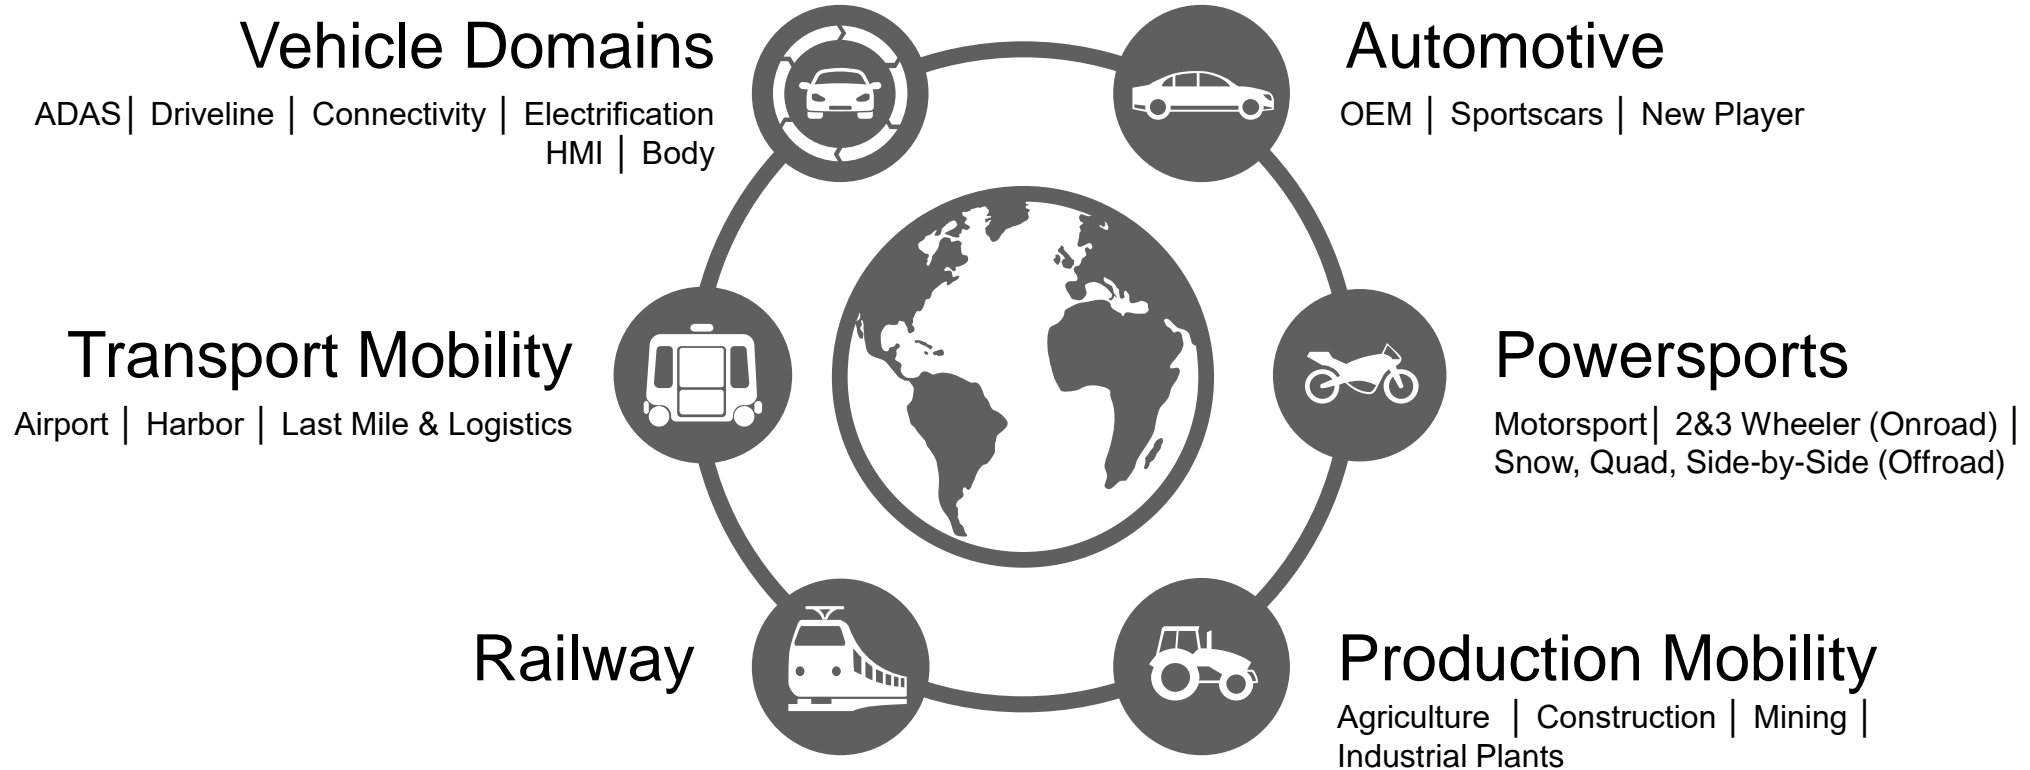 Vehicle Domains
ADAS│ Driveline │ Connectivity │ Electrification
HMI │ Body
Automotive
OEM │ Sportscars │ New Player
Transport Mobility
Airport │ Harbor │ Last Mile & Logistics
Powersports
Motorsport│ 2&3 Wheeler (Onroad) │
Snow, Quad, Side-by-Side (Offroad)
Railway
Production Mobility
Agriculture │ Construction │ Mining │
Industrial Plants